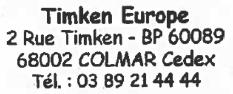 Timken Europe
2 Rue Timken - BP 60089
68002 COLMAR Cedex
Tél. : 03 89 21 44 44